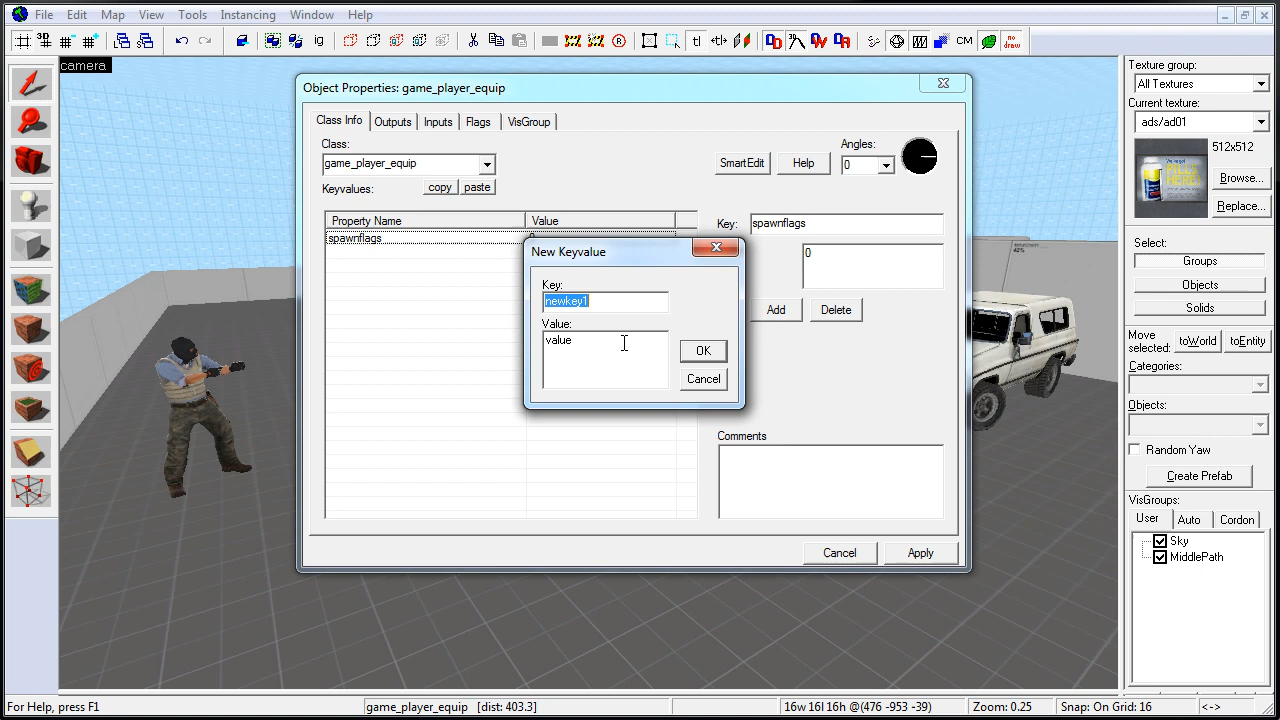 File Edit Map View Tools Instancing Window Help
CM
no draw
camera
Object Properties: game_player_equip
Class Info Outputs Inputs Flags VisGroup
Class:
game_player_equip
SmartEdit
Help
Angles:
0
Keyvalues:
copy
paste
Property Name Value
spawnflags
Key: spawnflags
0
Add
Delete
Comments
Cancel
Apply
New Keyvalue
Key:
newkey1
Value:
value
OK
Cancel
Texture group:
All Textures
Current texture:
ads/ad01
512x512
PILLS HERE!
Browse...
Replace...
Select:
Groups
Objects
Solids
Move selected:
toWorld
toEntity
Categories:
Objects:
Random Yaw
Create Prefab
VisGroups:
User Auto Cordon
Sky
MiddlePath
For Help, press F1
game_player_equip [dist: 403.3]
16w 16l 16h @(476 -953 -39)
Zoom: 0.25
Snap: On Grid: 16
<->